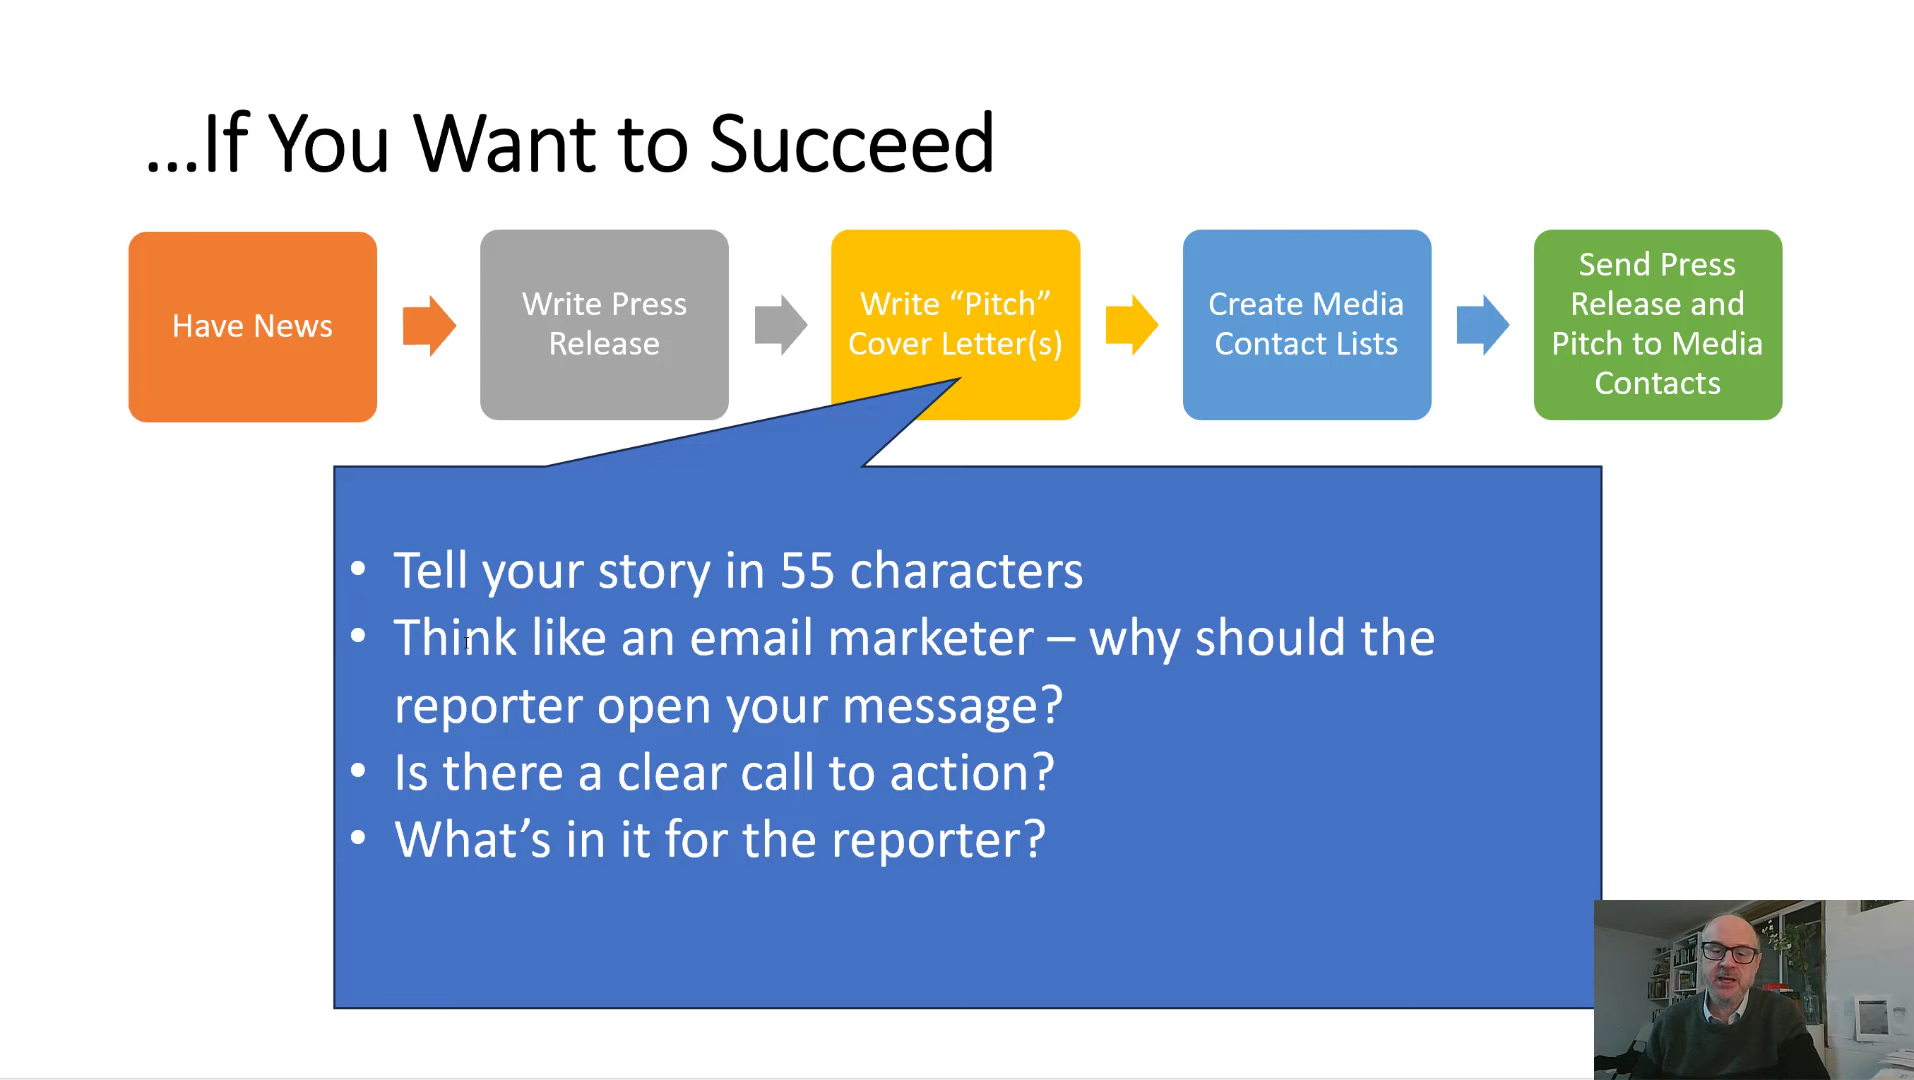 ...If You Want to Succeed
Have News
Write Press
Release
Write “Pitch”
Cover Letter(s)
Create Media
Contact Lists
Send Press
Release and
Pitch to Media
Contacts
• Tell your story in 55 characters
• Think like an email marketer – why should the
reporter open your message?
• Is there a clear call to action?
• What’s in it for the reporter?